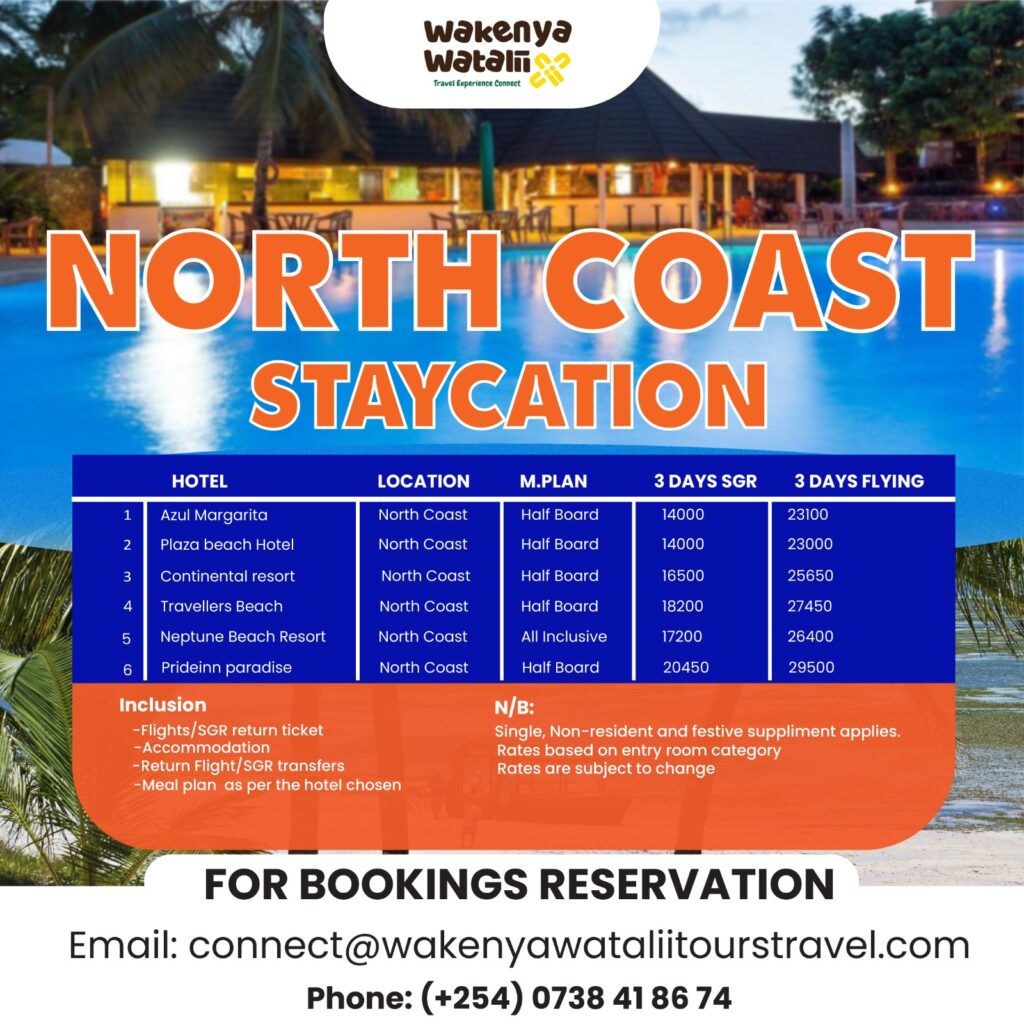 wakenya
watalii
Travel Experience Connect
NORTH COAST
STAYCATION
HOTEL LOCATION M.PLAN 3 DAYS SGR 3 DAYS FLYING
1 Azul Margarita North Coast Half Board 14000 23100
2 Plaza beach Hotel North Coast Half Board 14000 23000
3 Continental resort North Coast Half Board 16500 25650
4 Travellers Beach North Coast Half Board 18200 27450
5 Neptune Beach Resort North Coast All Inclusive 17200 26400
6 Prideinn paradise North Coast Half Board 20450 29500
Inclusion
-Flights/SGR return ticket
-Accommodation
-Return Flight/SGR transfers
-Meal plan as per the hotel chosen
N/B:
Single, Non-resident and festive suppliment applies.
Rates based on entry room category
Rates are subject to change
FOR BOOKINGS RESERVATION
Email: connect@wakenyawataliitourstravel.com
Phone: (+254) 0738 41 86 74